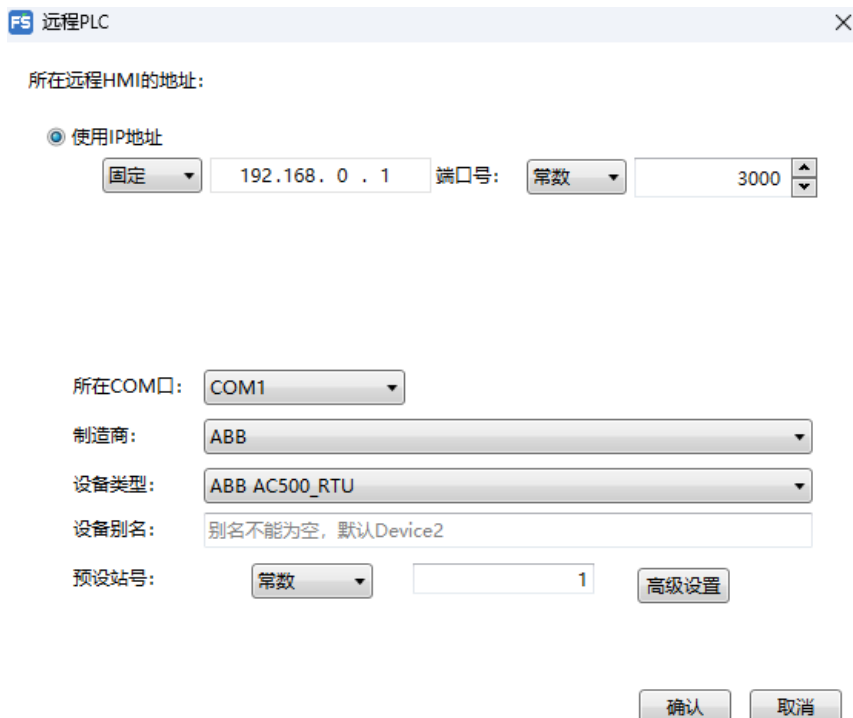 FS 远程PLC
所在远程HMI的地址：
使用IP地址
固定 192.168. 0 . 1 端口号： 常数 3000
所在COM口： COM1
制造商： ABB
设备类型： ABB AC500_RTU
设备别名： 别名不能为空，默认Device2
预设站号： 常数 1 高级设置
确认 取消